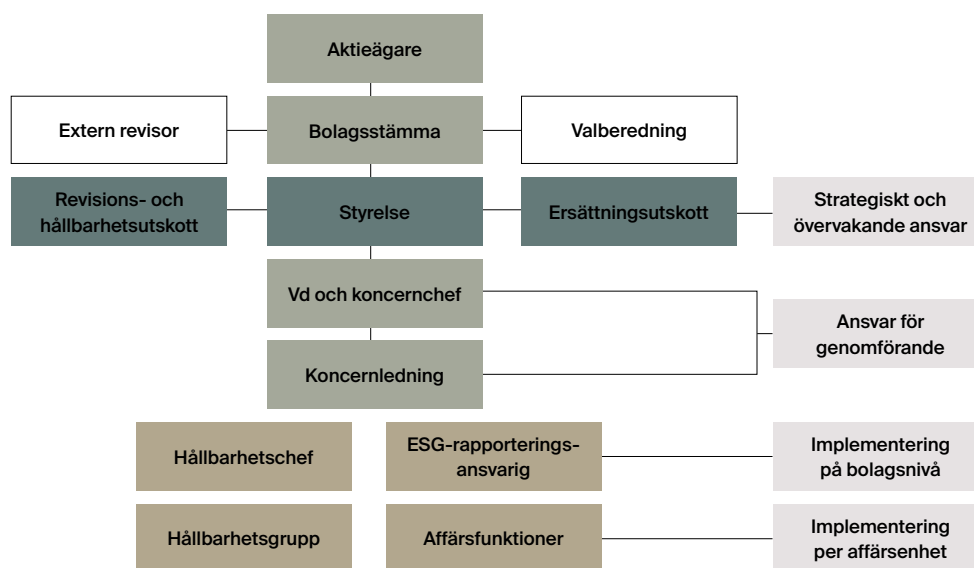 Aktieägare
Extern revisor
Bolagsstämma
Valberedning
Revisions- och
hållbarhetsutskott
Styrelse
Ersättningsutskott
Strategiskt och
övervakande ansvar
Vd och koncernchef
Ansvar för
genomförande
Koncernledning
Hållbarhetschef
ESG-rapporterings-
ansvarig
Implementering
på bolagsnivå
Hållbarhetsgrupp
Affärsfunktioner
Implementering
per affärsenhet